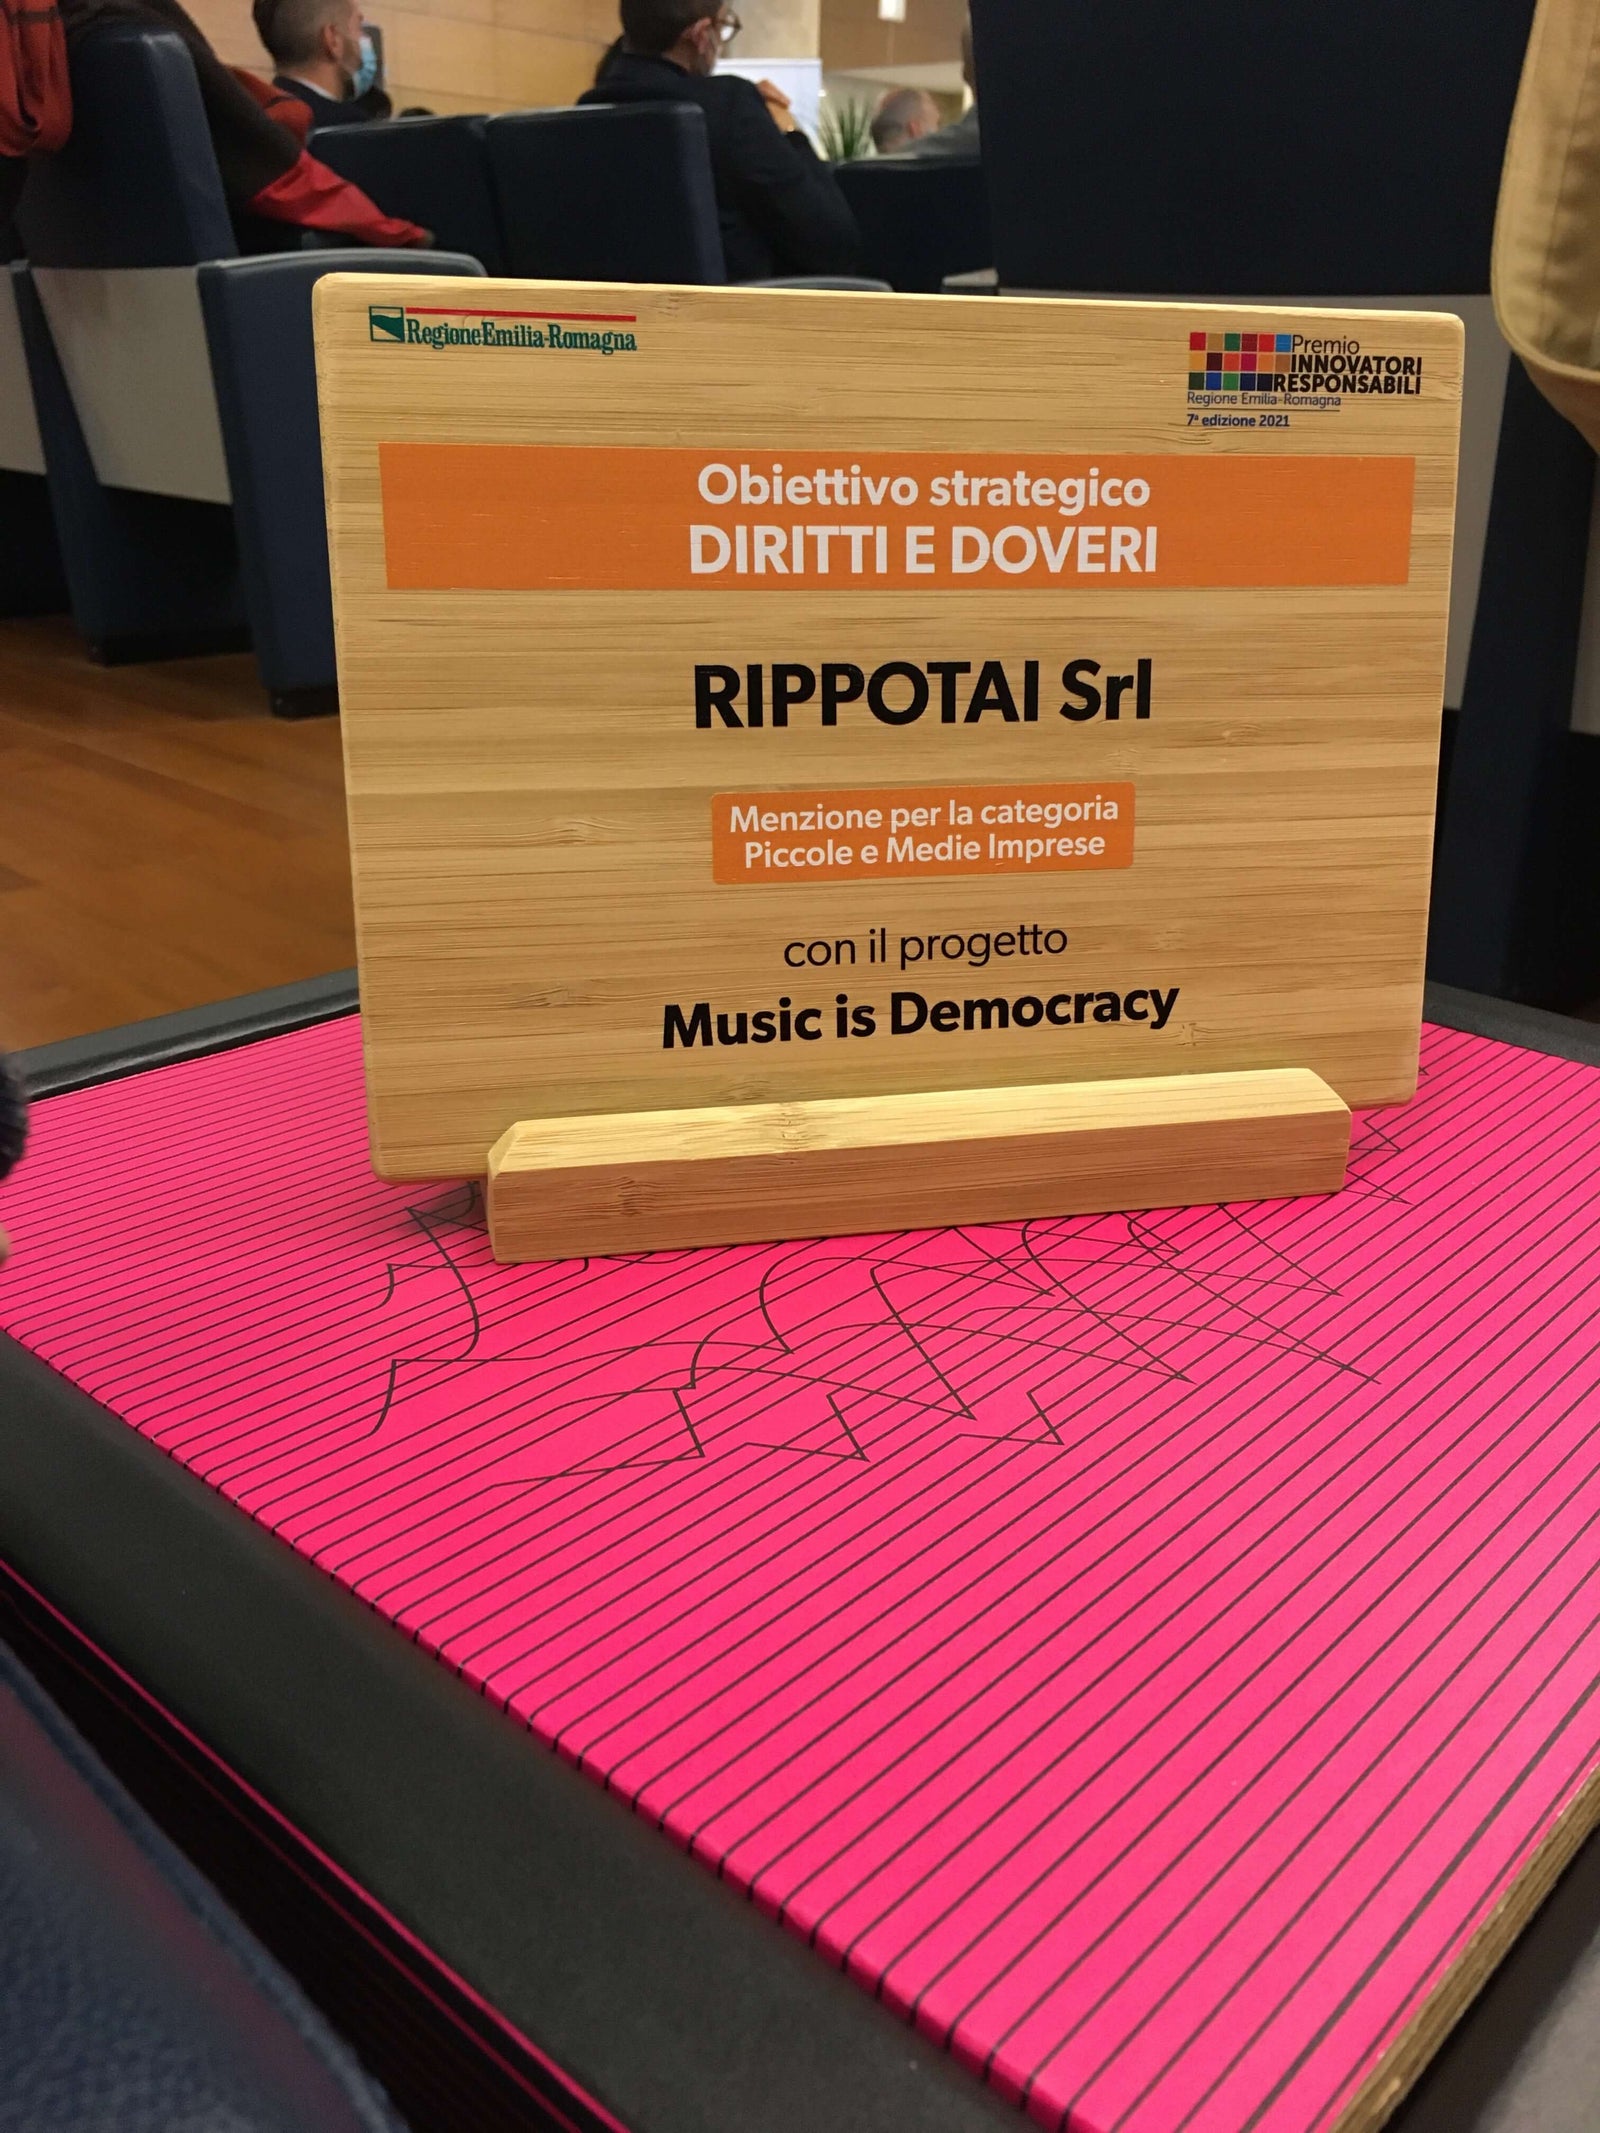 RegioneEmilia-Romagna
Premio
INNOVATORI
RESPONSABILI
Regione Emilia-Romagna
7ª edizione 2021
Obiettivo strategico
DIRITTI E DOVERI
RIPPOTAI Srl
Menzione per la categoria
Piccole e Medie Imprese
con il progetto
Music is Democracy